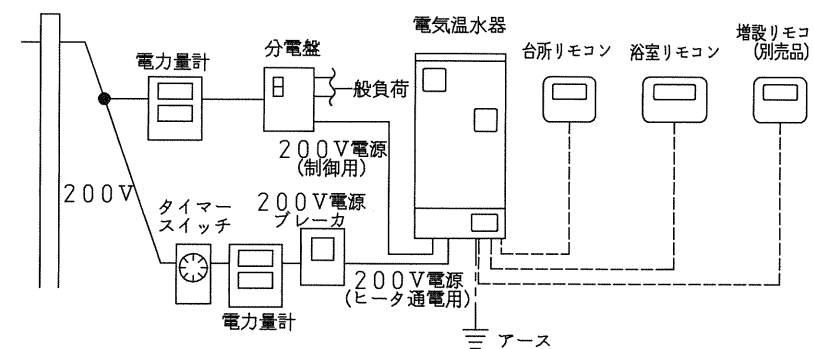 電気温水器
分電盤
電力量計
一般負荷
台所リモコン
浴室リモコン
増設リモコ
(別売品)
200V電源
(制御用)
200V
タイマー
スイッチ
200V電源
ブレーカ
電力量計
200V電源
(ヒータ通電用)
アース